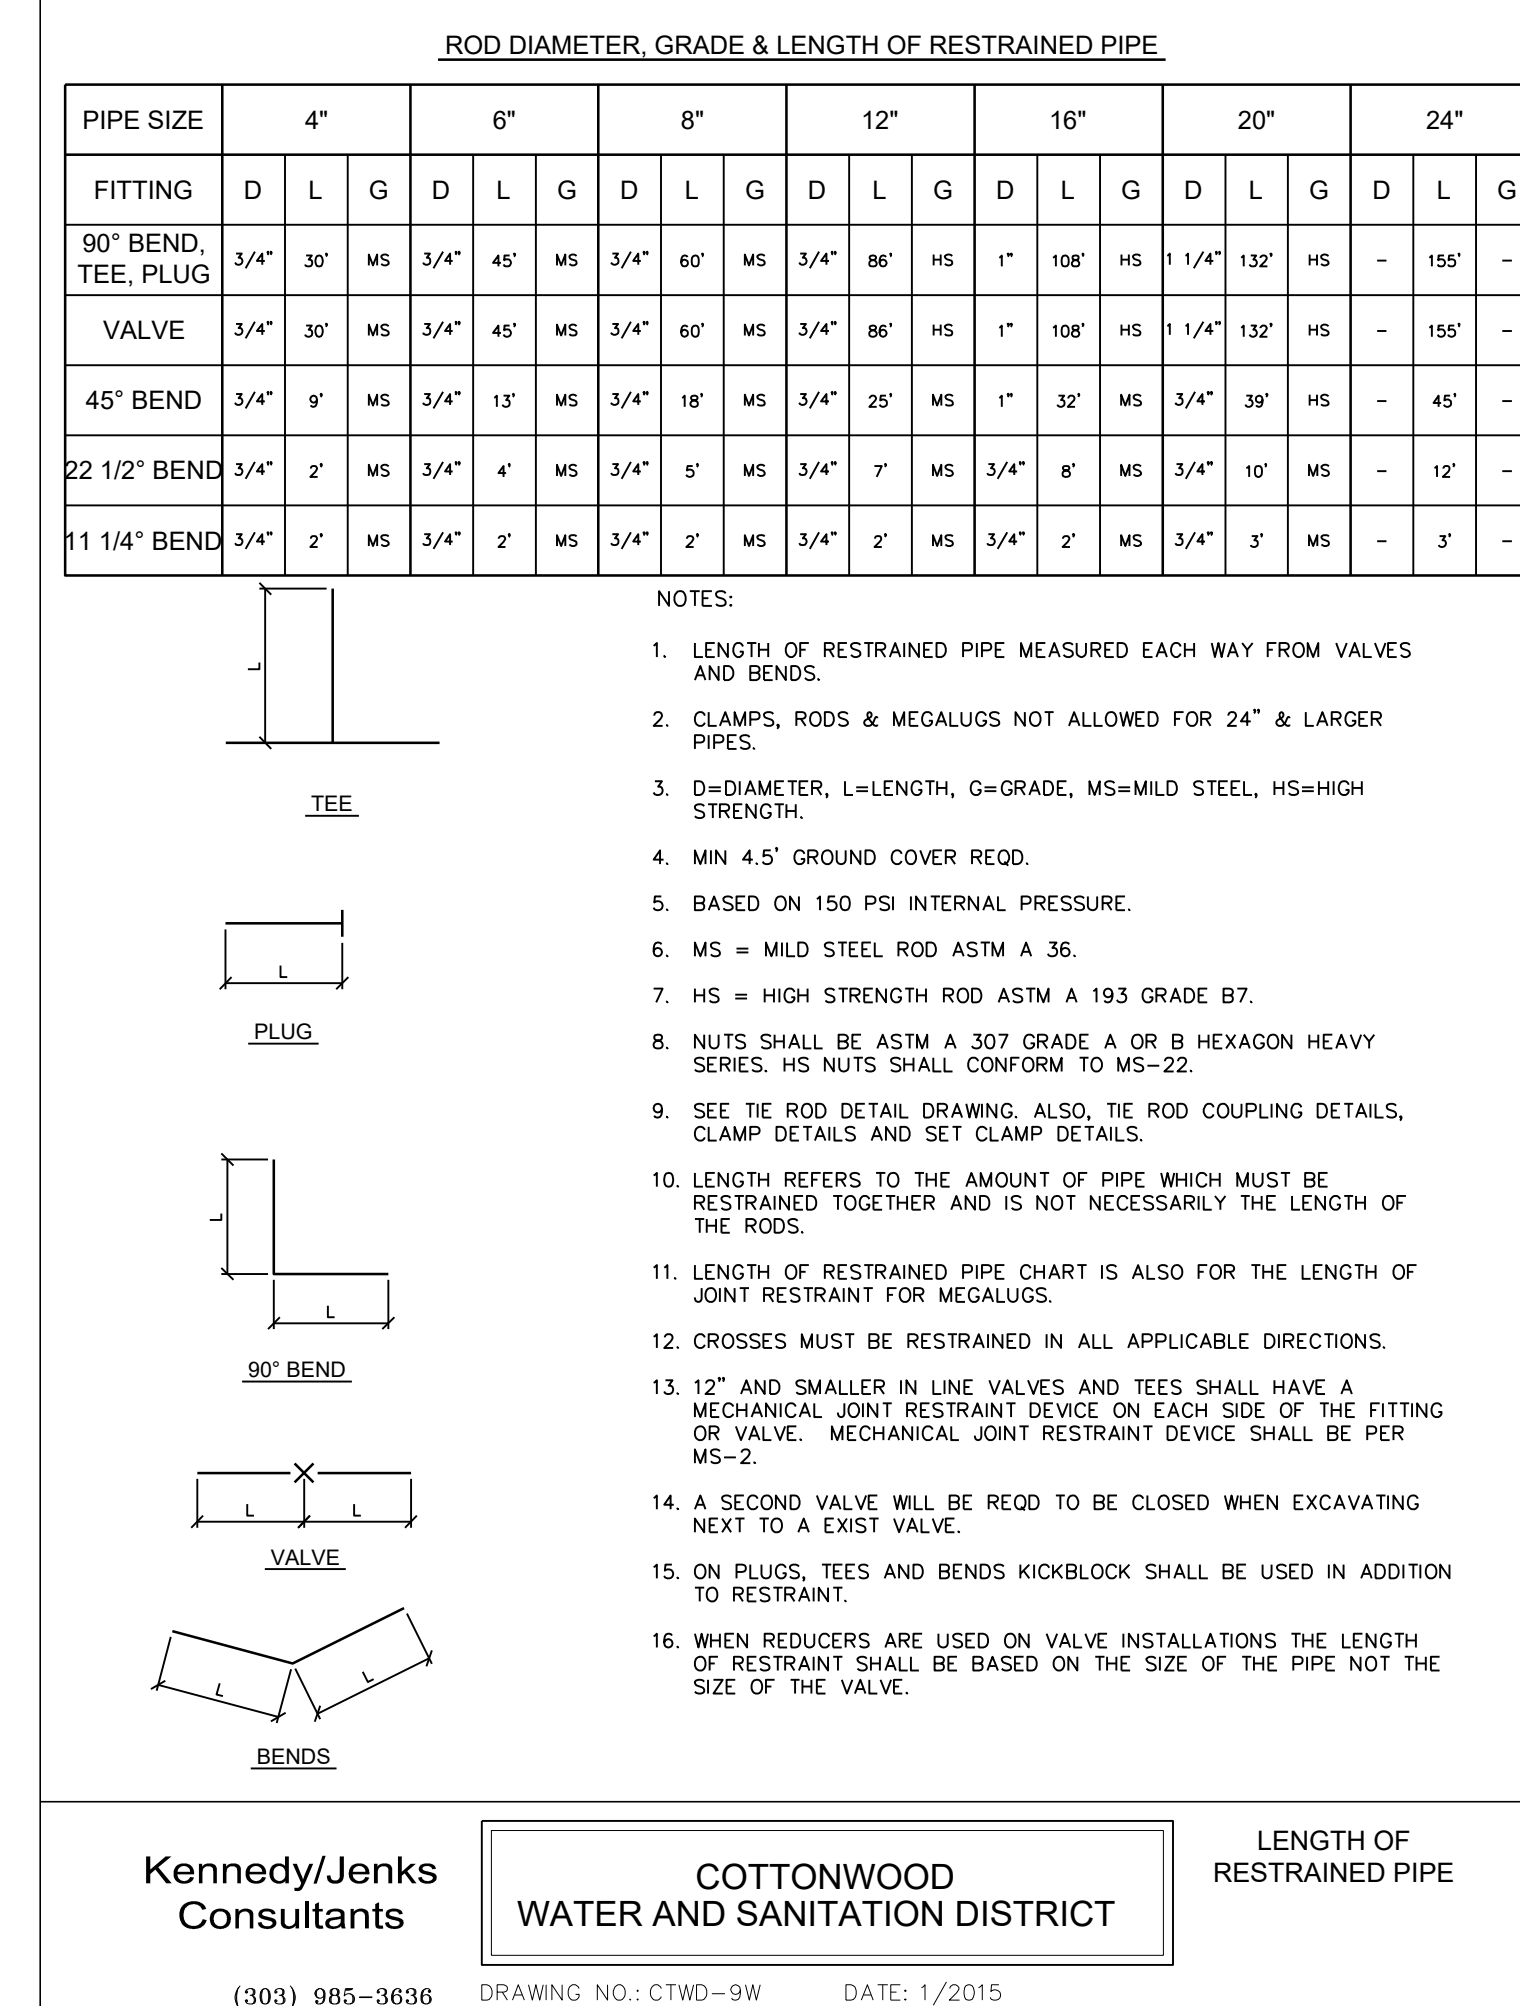 ROD DIAMETER, GRADE & LENGTH OF RESTRAINED PIPE
PIPE SIZE 4" 6" 8" 12" 16" 20" 24"
FITTING D L G D L G D L G D L G D L G D L G D L G
90° BEND,
TEE, PLUG 3/4" 30' MS 3/4" 45' MS 3/4" 60' MS 3/4" 86' HS 1" 108' HS 1 1/4" 132' HS – 155' –
VALVE 3/4" 30' MS 3/4" 45' MS 3/4" 60' MS 3/4" 86' HS 1" 108' HS 1 1/4" 132' HS – 155' –
45° BEND 3/4" 9' MS 3/4" 13' MS 3/4" 18' MS 3/4" 25' MS 1" 32' MS 3/4" 39' HS – 45' –
22 1/2° BEND 3/4" 2' MS 3/4" 4' MS 3/4" 5' MS 3/4" 7' MS 3/4" 8' MS 3/4" 10' MS – 12' –
11 1/4° BEND 3/4" 2' MS 3/4" 2' MS 3/4" 2' MS 3/4" 2' MS 3/4" 2' MS 3/4" 3' MS – 3' –
L
TEE
L
PLUG
L
L
90° BEND
L L
VALVE
L L
BENDS
NOTES:
1. LENGTH OF RESTRAINED PIPE MEASURED EACH WAY FROM VALVES
AND BENDS.
2. CLAMPS, RODS & MEGALUGS NOT ALLOWED FOR 24" & LARGER
PIPES.
3. D=DIAMETER, L=LENGTH, G=GRADE, MS=MILD STEEL, HS=HIGH
STRENGTH.
4. MIN 4.5' GROUND COVER REQD.
5. BASED ON 150 PSI INTERNAL PRESSURE.
6. MS = MILD STEEL ROD ASTM A 36.
7. HS = HIGH STRENGTH ROD ASTM A 193 GRADE B7.
8. NUTS SHALL BE ASTM A 307 GRADE A OR B HEXAGON HEAVY
SERIES. HS NUTS SHALL CONFORM TO MS-22.
9. SEE TIE ROD DETAIL DRAWING. ALSO, TIE ROD COUPLING DETAILS,
CLAMP DETAILS AND SET CLAMP DETAILS.
10. LENGTH REFERS TO THE AMOUNT OF PIPE WHICH MUST BE
RESTRAINED TOGETHER AND IS NOT NECESSARILY THE LENGTH OF
THE RODS.
11. LENGTH OF RESTRAINED PIPE CHART IS ALSO FOR THE LENGTH OF
JOINT RESTRAINT FOR MEGALUGS.
12. CROSSES MUST BE RESTRAINED IN ALL APPLICABLE DIRECTIONS.
13. 12" AND SMALLER IN LINE VALVES AND TEES SHALL HAVE A
MECHANICAL JOINT RESTRAINT DEVICE ON EACH SIDE OF THE FITTING
OR VALVE. MECHANICAL JOINT RESTRAINT DEVICE SHALL BE PER
MS-2.
14. A SECOND VALVE WILL BE REQD TO BE CLOSED WHEN EXCAVATING
NEXT TO A EXIST VALVE.
15. ON PLUGS, TEES AND BENDS KICKBLOCK SHALL BE USED IN ADDITION
TO RESTRAINT.
16. WHEN REDUCERS ARE USED ON VALVE INSTALLATIONS THE LENGTH
OF RESTRAINT SHALL BE BASED ON THE SIZE OF THE PIPE NOT THE
SIZE OF THE VALVE.
Kennedy/Jenks
Consultants
(303) 985-3636
COTTONWOOD
WATER AND SANITATION DISTRICT
DRAWING NO.: CTWD-9W DATE: 1/2015
LENGTH OF
RESTRAINED PIPE